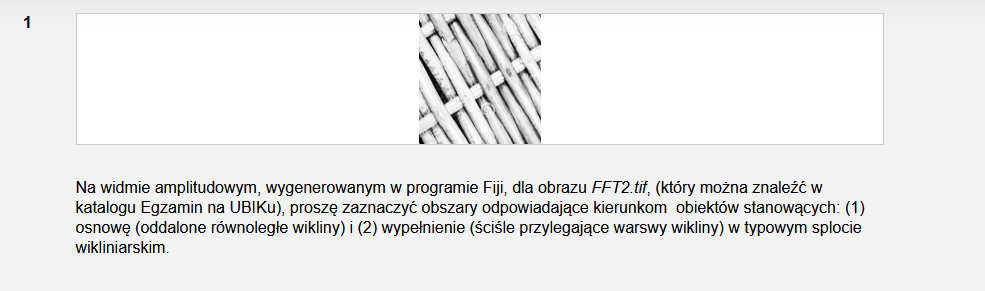 1
Na widmie amplitudowym, wygenerowanym w programie Fiji, dla obrazu FFT2.tif, (który można znaleźć w
katalogu Egzamin na UBIKu), proszę zaznaczyć obszary odpowiadające kierunkom obiektów stanowących: (1)
osnowę (oddalone równoległe wikliny) i (2) wypełnienie (ściśle przylegające warswy wikliny) w typowym splocie
wikliniarskim.